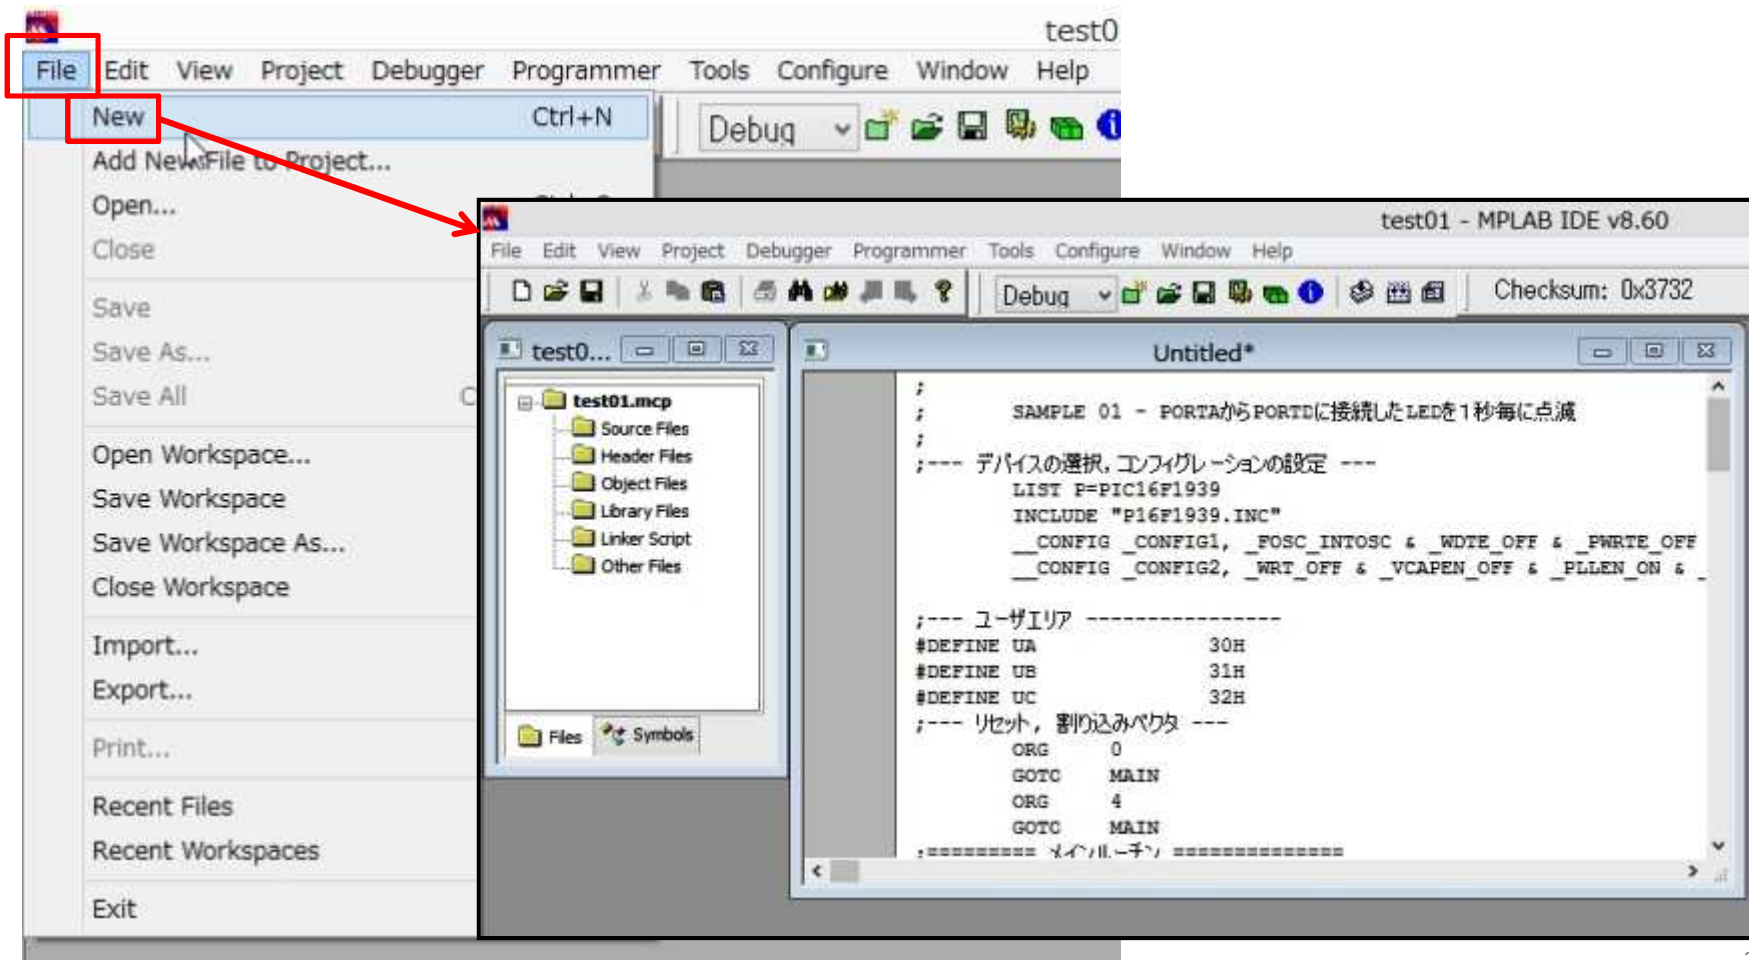 test0
File Edit View Project Debugger Programmer Tools Configure Window Help
New Ctrl+N
Debug
Add New File to Project...
Open...
Close
Save
Save As...
Save All C
Open Workspace...
Save Workspace
Save Workspace As...
Close Workspace
Import...
Export...
Print...
Recent Files
Recent Workspaces
Exit
test01 - MPLAB IDE v8.60
File Edit View Project Debugger Programmer Tools Configure Window Help
Debug Checksum: 0x3732
test0...
test01.mcp
Source Files
Header Files
Object Files
Library Files
Linker Script
Other Files
Files Symbols
Untitled*
;
; SAMPLE 01 - PORTAからPORTDに接続したLEDを1秒毎に点滅
;
;--- デバイスの選択,コンフィグレーションの設定 ---
LIST P=PIC16F1939
INCLUDE "P16F1939.INC"
__CONFIG _CONFIG1, _FOSC_INTOSC & _WDTE_OFF & _PWRTE_OFF
__CONFIG _CONFIG2, _WRT_OFF & _VCAPEN_OFF & _PLLEN_ON & _
;--- ユーザエリア ----------------
#DEFINE UA 30H
#DEFINE UB 31H
#DEFINE UC 32H
;--- リセット, 割り込みベクタ ---
ORG 0
GOTO MAIN
ORG 4
GOTO MAIN
;========= メインルーチン ==============